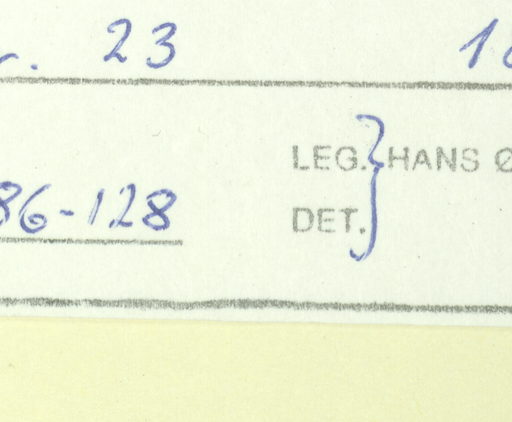 . 23
86-128
LEG. } HANS Ø
DET.